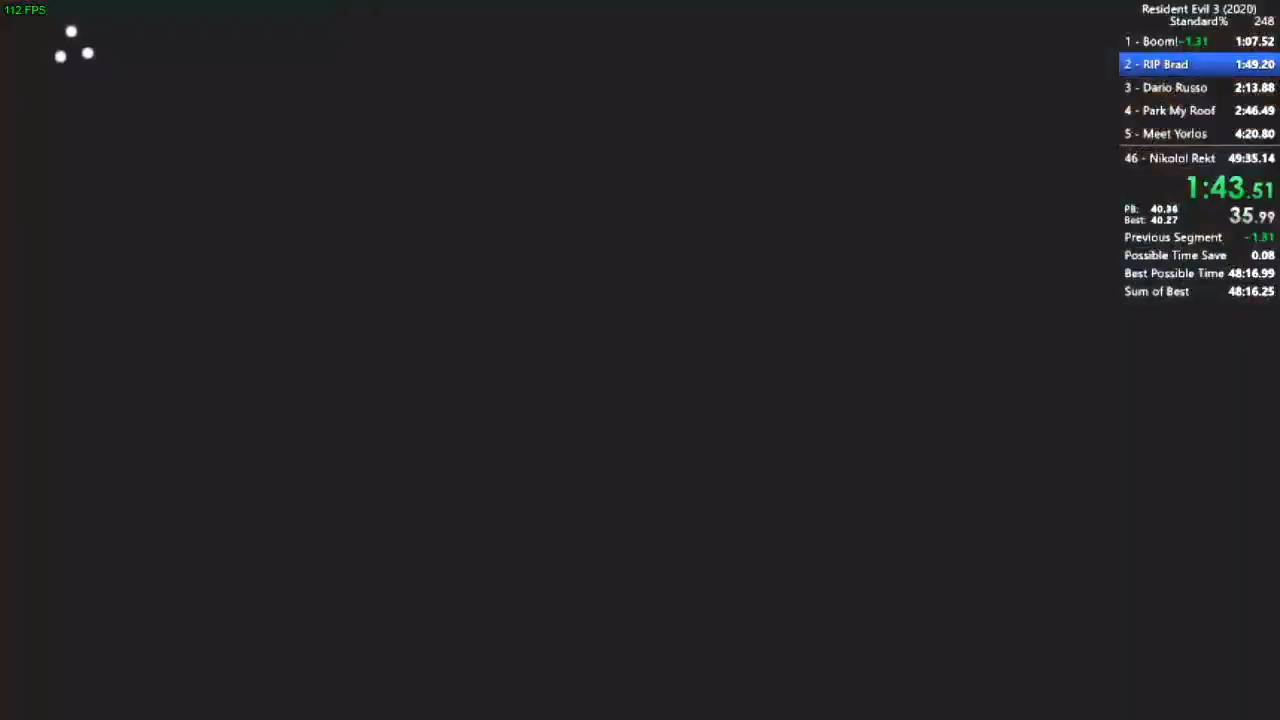 112 FPS
Resident Evil 3 (2020)
Standard% 248
1 - Boom! -1.31 1:07.52
2 - RIP Brad 1:49.20
3 - Dario Russo 2:13.88
4 - Park My Roof 2:46.49
5 - Meet Yorlos 4:20.80
46 - Nikolol Rekt 49:35.14
1:43.51
PB: 40.36
Best: 40.27
35.99
Previous Segment -1.31
Possible Time Save 0.08
Best Possible Time 48:16.99
Sum of Best 48:16.25